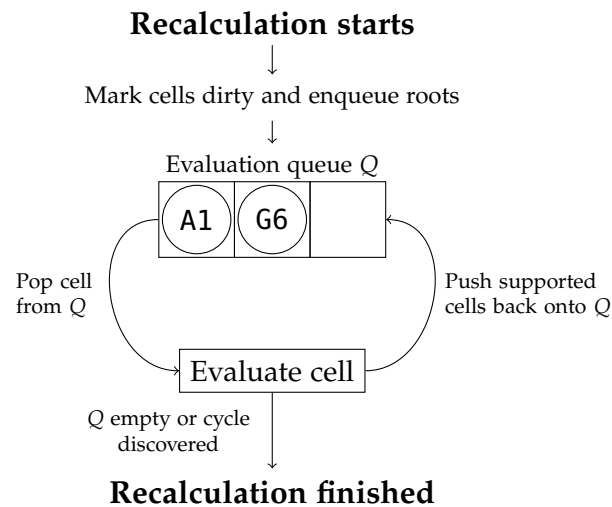 Recalculation starts
Mark cells dirty and enqueue roots
Evaluation queue Q
A1 G6
Pop cell
from Q
Push supported
cells back onto Q
Evaluate cell
Q empty or cycle
discovered
Recalculation finished